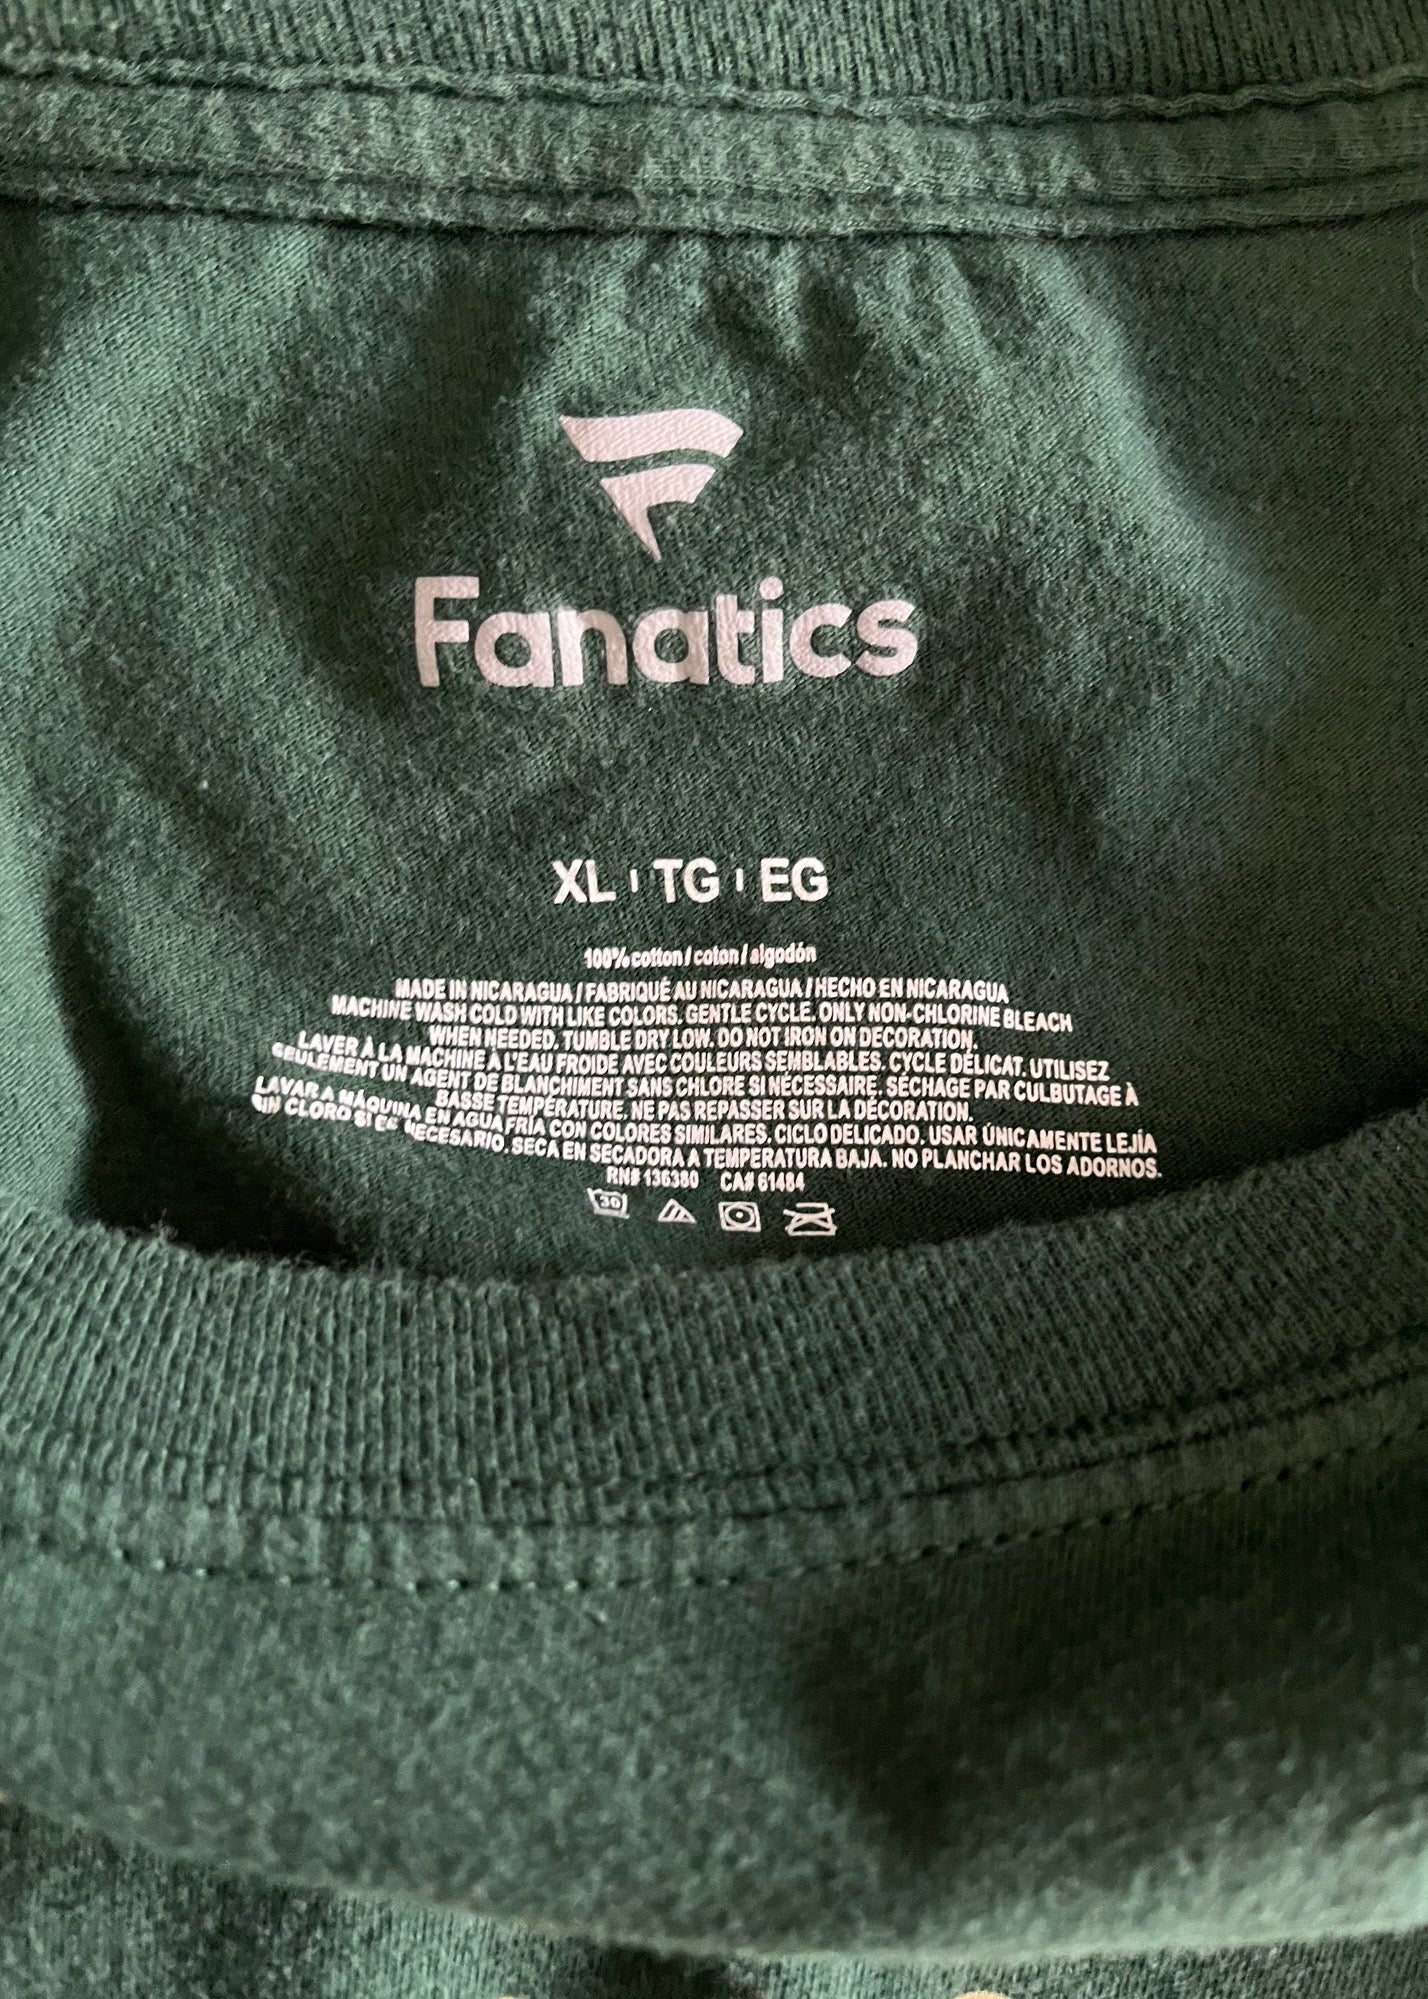 Fanatics
XL | TG | EG
100% cotton / coton / algodón
MADE IN NICARAGUA / FABRIQUÉ AU NICARAGUA / HECHO EN NICARAGUA
MACHINE WASH COLD WITH LIKE COLORS. GENTLE CYCLE. ONLY NON-CHLORINE BLEACH
WHEN NEEDED. TUMBLE DRY LOW. DO NOT IRON ON DECORATION.
LAVER À LA MACHINE À L'EAU FROIDE AVEC COULEURS SEMBLABLES. CYCLE DÉLICAT. UTILISEZ
SEULEMENT UN AGENT DE BLANCHIMENT SANS CHLORE SI NÉCESSAIRE. SÉCHAGE PAR CULBUTAGE À
BASSE TEMPÉRATURE. NE PAS REPASSER SUR LA DÉCORATION.
LAVAR A MÁQUINA EN AGUA FRÍA CON COLORES SIMILARES. CICLO DELICADO. USAR ÚNICAMENTE LEJÍA
SIN CLORO SI ES NECESARIO. SECA EN SECADORA A TEMPERATURA BAJA. NO PLANCHAR LOS ADORNOS.
RN# 136380 CA# 61484
30